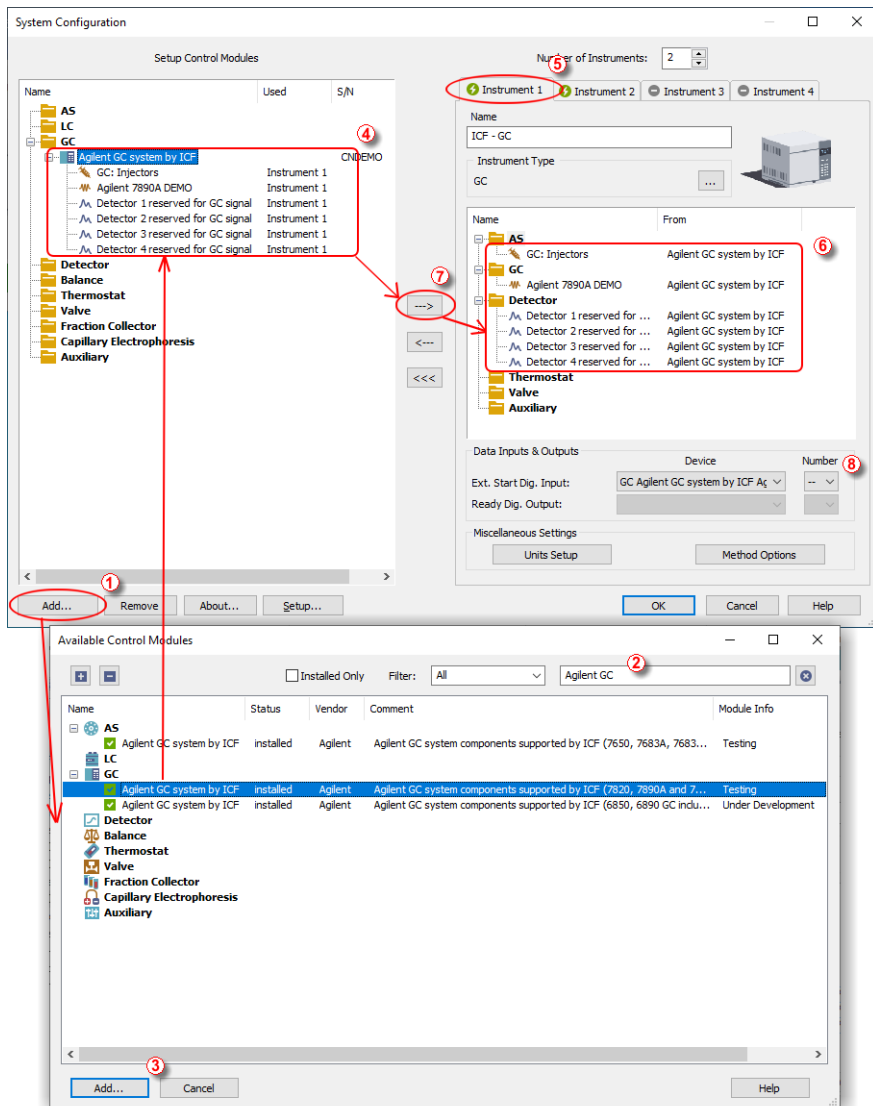 System Configuration
Setup Control Modules
Number of Instruments: 2
5
Name Used S/N
AS
LC
GC
4
Agilent GC system by ICF CNDEMO
GC: Injectors Instrument 1
Agilent 7890A DEMO Instrument 1
Detector 1 reserved for GC signal Instrument 1
Detector 2 reserved for GC signal Instrument 1
Detector 3 reserved for GC signal Instrument 1
Detector 4 reserved for GC signal Instrument 1
Detector
Balance
Thermostat
Valve
Fraction Collector
Capillary Electrophoresis
Auxiliary
7
--->
<---
<<<
Instrument 1 Instrument 2 Instrument 3 Instrument 4
Name
ICF - GC
Instrument Type
GC ...
Name From
AS
6
GC: Injectors Agilent GC system by ICF
GC
Agilent 7890A DEMO Agilent GC system by ICF
Detector
Detector 1 reserved for ... Agilent GC system by ICF
Detector 2 reserved for ... Agilent GC system by ICF
Detector 3 reserved for ... Agilent GC system by ICF
Detector 4 reserved for ... Agilent GC system by ICF
Thermostat
Valve
Auxiliary
Data Inputs & Outputs
Device Number
8
Ext. Start Dig. Input: GC Agilent GC system by ICF Ag --
Ready Dig. Output:
Miscellaneous Settings
Units Setup Method Options
1
Add... Remove About... Setup... OK Cancel Help
Available Control Modules
2
Installed Only Filter: All Agilent GC
Name Status Vendor Comment Module Info
AS
Agilent GC system by ICF installed Agilent Agilent GC system components supported by ICF (7650, 7683A, 7683... Testing
LC
GC
Agilent GC system by ICF installed Agilent Agilent GC system components supported by ICF (7820, 7890A and 7... Testing
Agilent GC system by ICF installed Agilent Agilent GC system components supported by ICF (6850, 6890 GC inclu... Under Development
Detector
Balance
Thermostat
Valve
Fraction Collector
Capillary Electrophoresis
Auxiliary
3
Add... Cancel Help